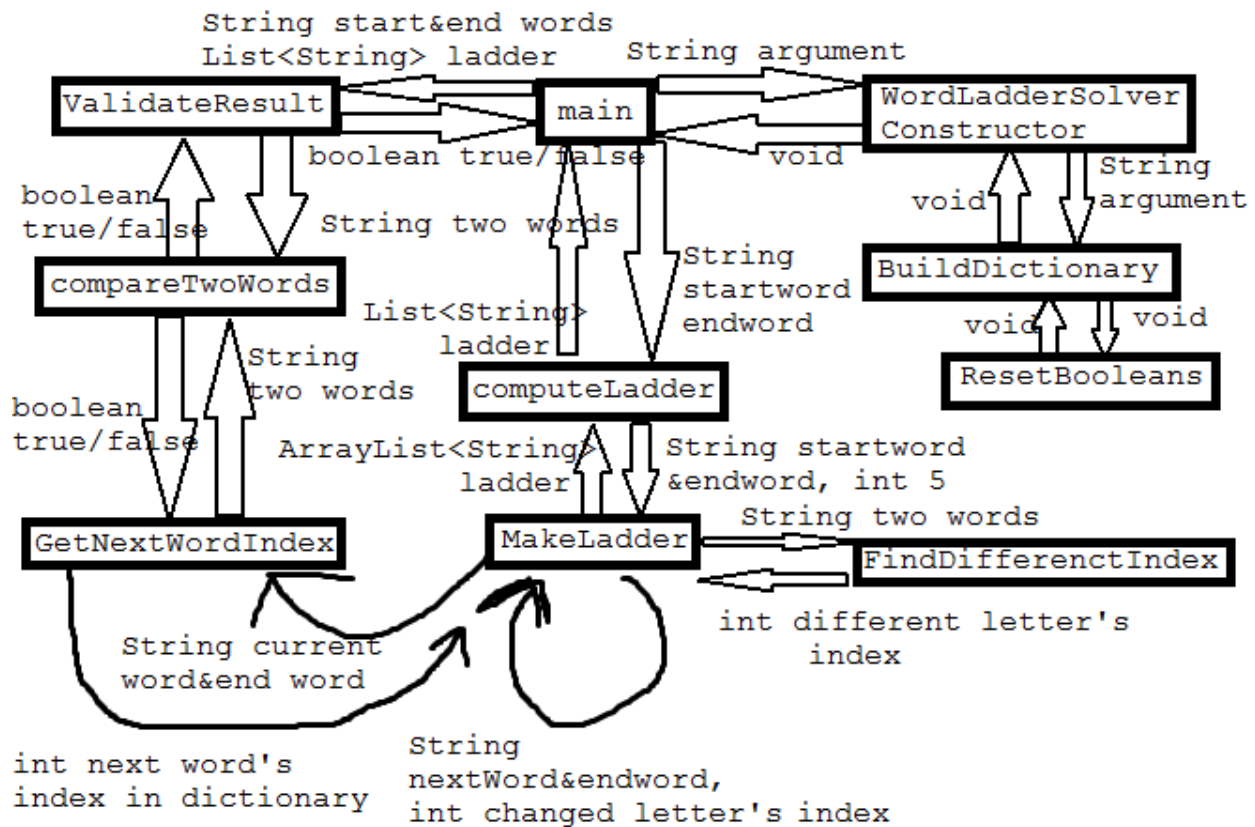 String start&end words
List<String> ladder
String argument
ValidateResult
main
WordLadderSolver
Constructor
boolean true/false
void
boolean
true/false
String two words
void
String
argument
compareTwoWords
String
startword
endword
BuildDictionary
List<String>
ladder
void
void
String
two words
computeLadder
ResetBooleans
boolean
true/false
ArrayList<String>
ladder
String startword
&endword, int 5
String two words
GetNextWordIndex
MakeLadder
FindDifferenctIndex
String current
word&end word
int different letter's
index
int next word's
index in dictionary
String
nextWord&endword,
int changed letter's index